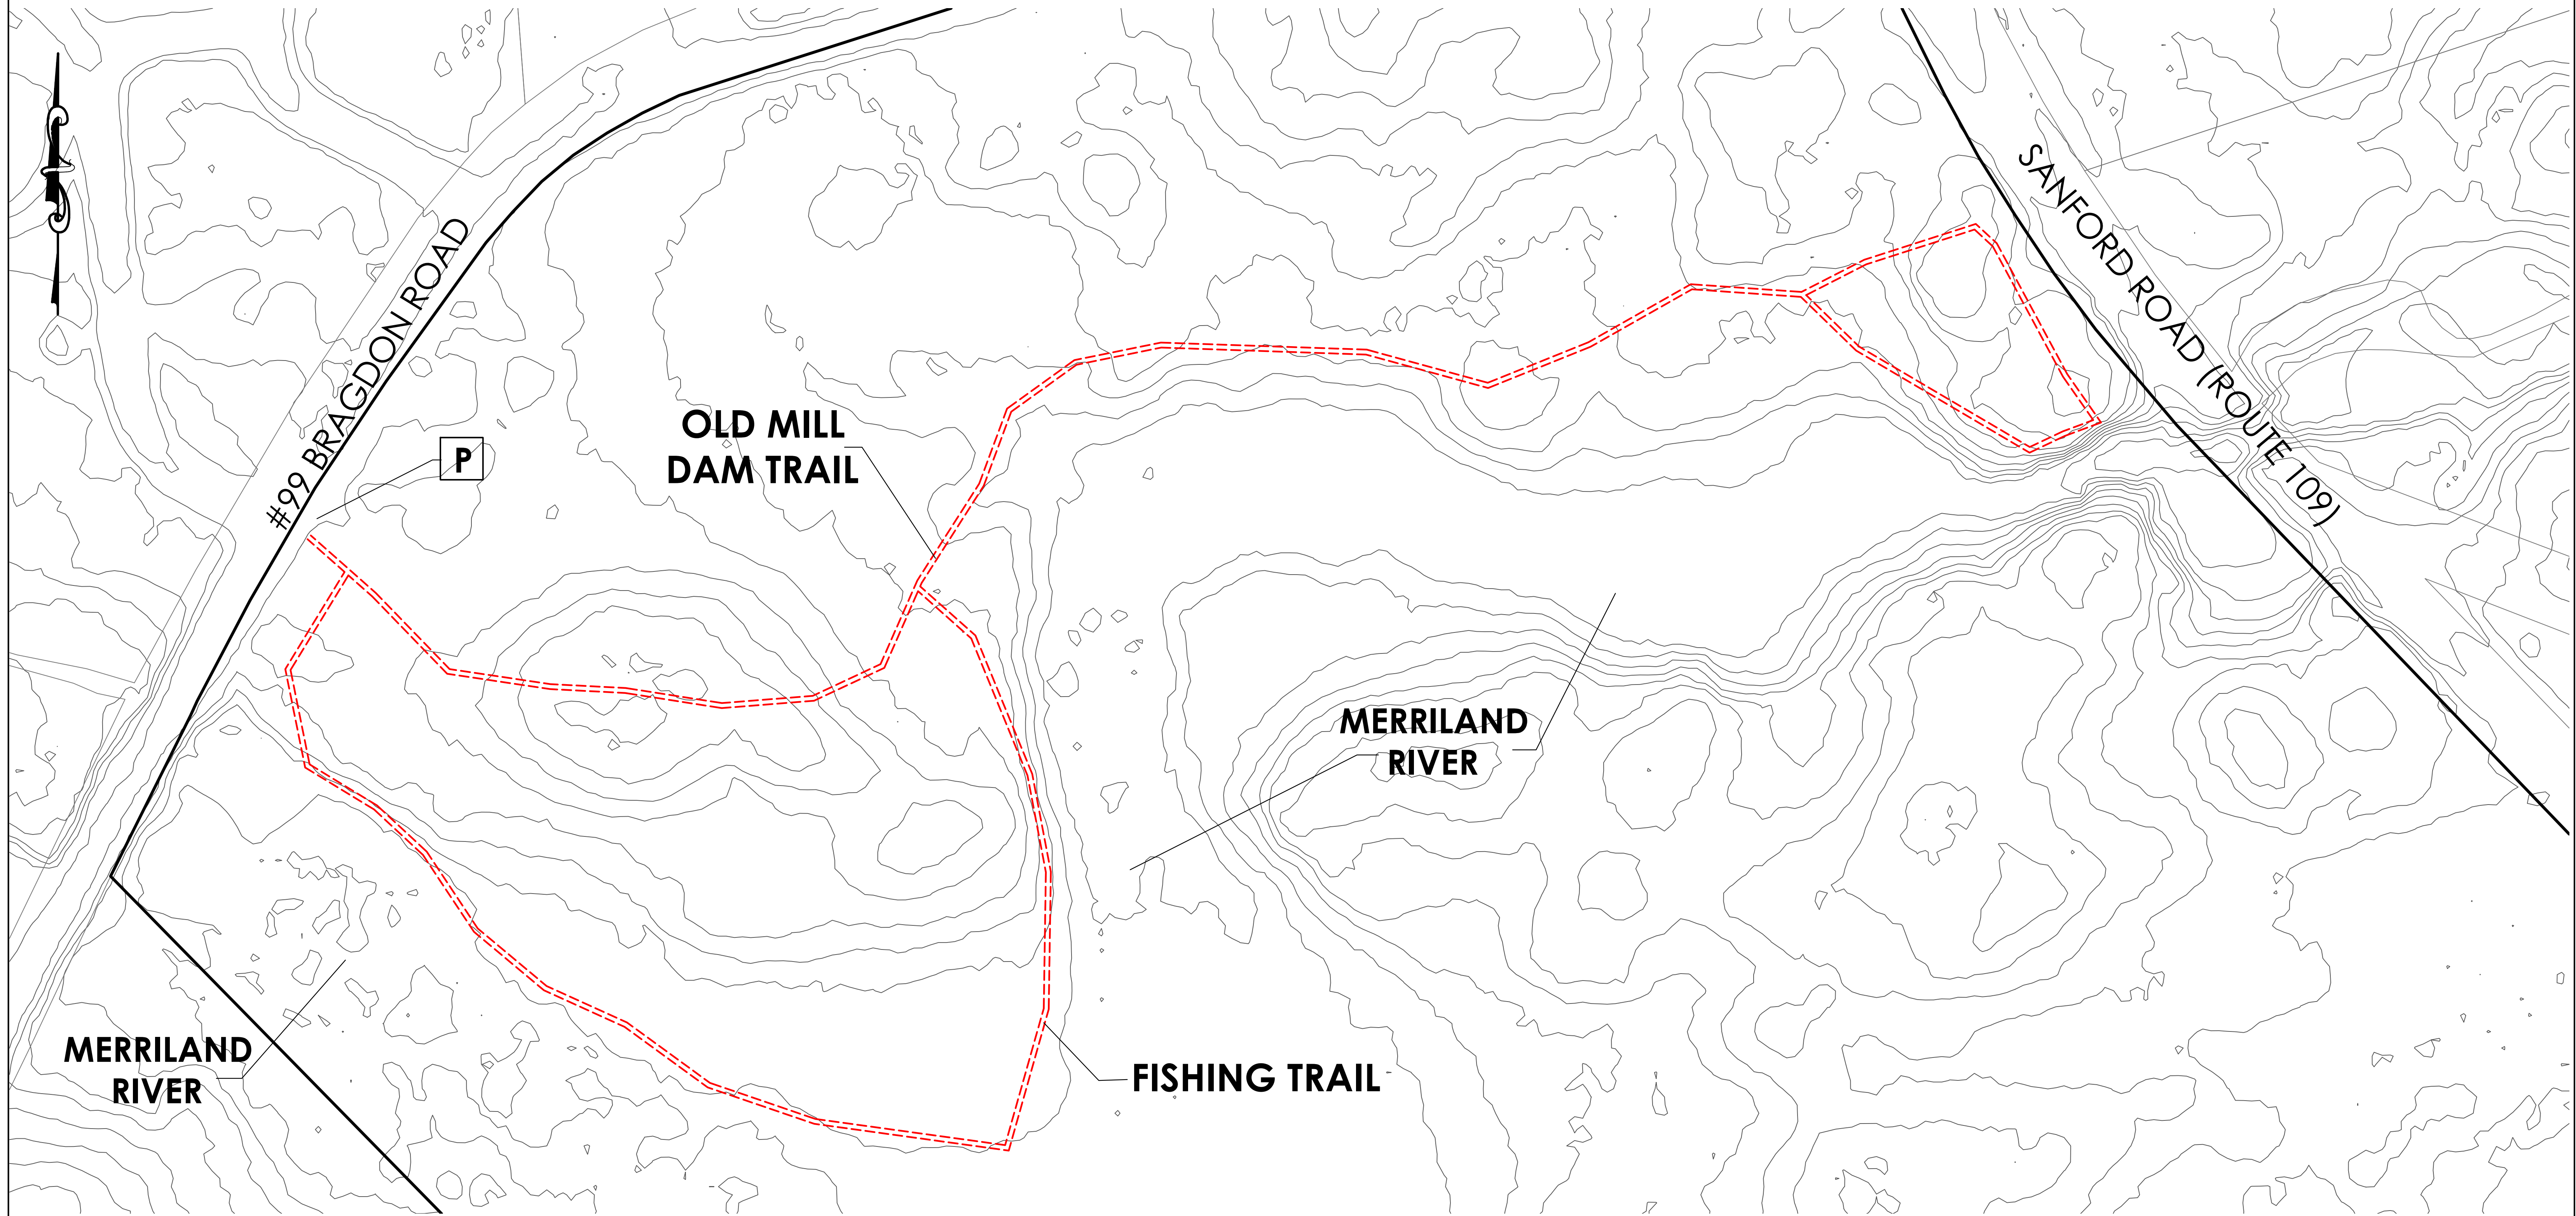 SANFORD ROAD (ROUTE 109)
#99 BRAGDON ROAD
P
OLD MILL
DAM TRAIL
MERRILAND
RIVER
MERRILAND
RIVER
FISHING TRAIL